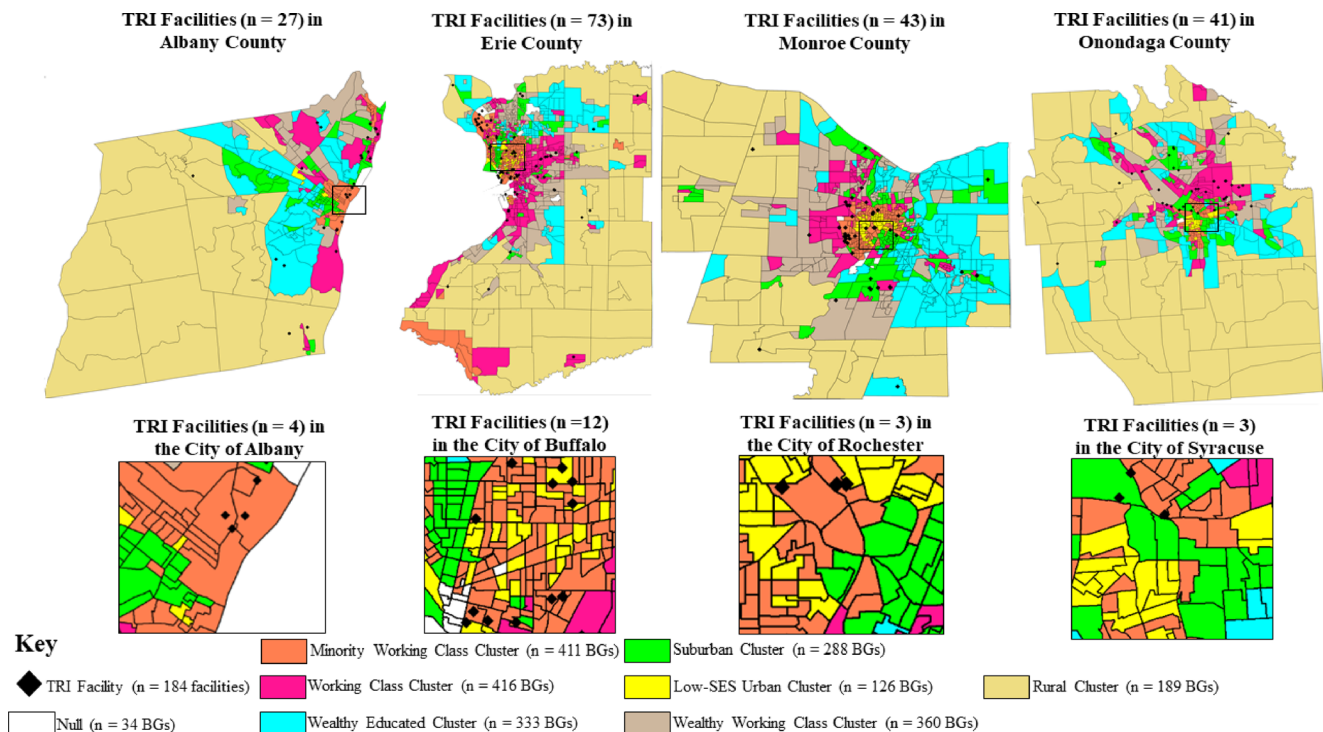 TRI Facilities (n = 27) in
Albany County
TRI Facilities (n = 73) in
Erie County
TRI Facilities (n = 43) in
Monroe County
TRI Facilities (n = 41) in
Onondaga County
TRI Facilities (n = 4) in
the City of Albany
TRI Facilities (n =12)
in the City of Buffalo
TRI Facilities (n = 3) in
the City of Rochester
TRI Facilities (n = 3)
in the City of Syracuse
Key
TRI Facility (n = 184 facilities)
Null (n = 34 BGs)
Minority Working Class Cluster (n = 411 BGs)
Working Class Cluster (n = 416 BGs)
Wealthy Educated Cluster (n = 333 BGs)
Suburban Cluster (n = 288 BGs)
Low-SES Urban Cluster (n = 126 BGs)
Wealthy Working Class Cluster (n = 360 BGs)
Rural Cluster (n = 189 BGs)